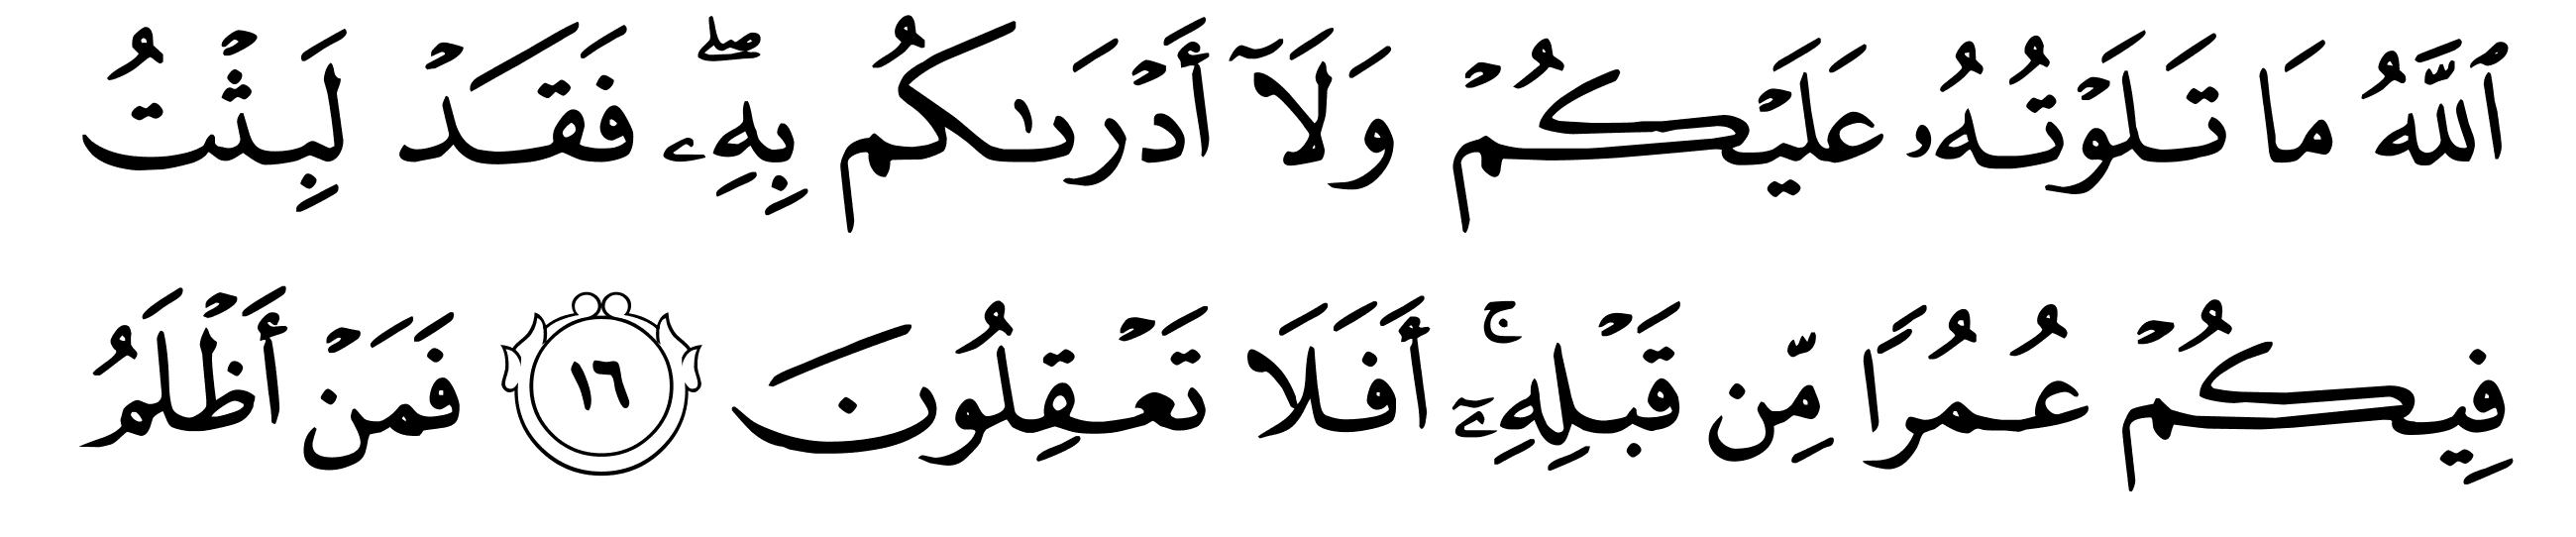 ٱللَّهُ مَا تَلَوْتُهُۥ عَلَيْكُمْ وَلَآ أَدْرَىٰكُم بِهِۦۖ فَقَدْ لَبِثْتُ
فِيكُمْ عُمُرًا مِّن قَبْلِهِۦٓۚ أَفَلَا تَعْقِلُونَ ١٦ فَمَنْ أَظْلَمُ